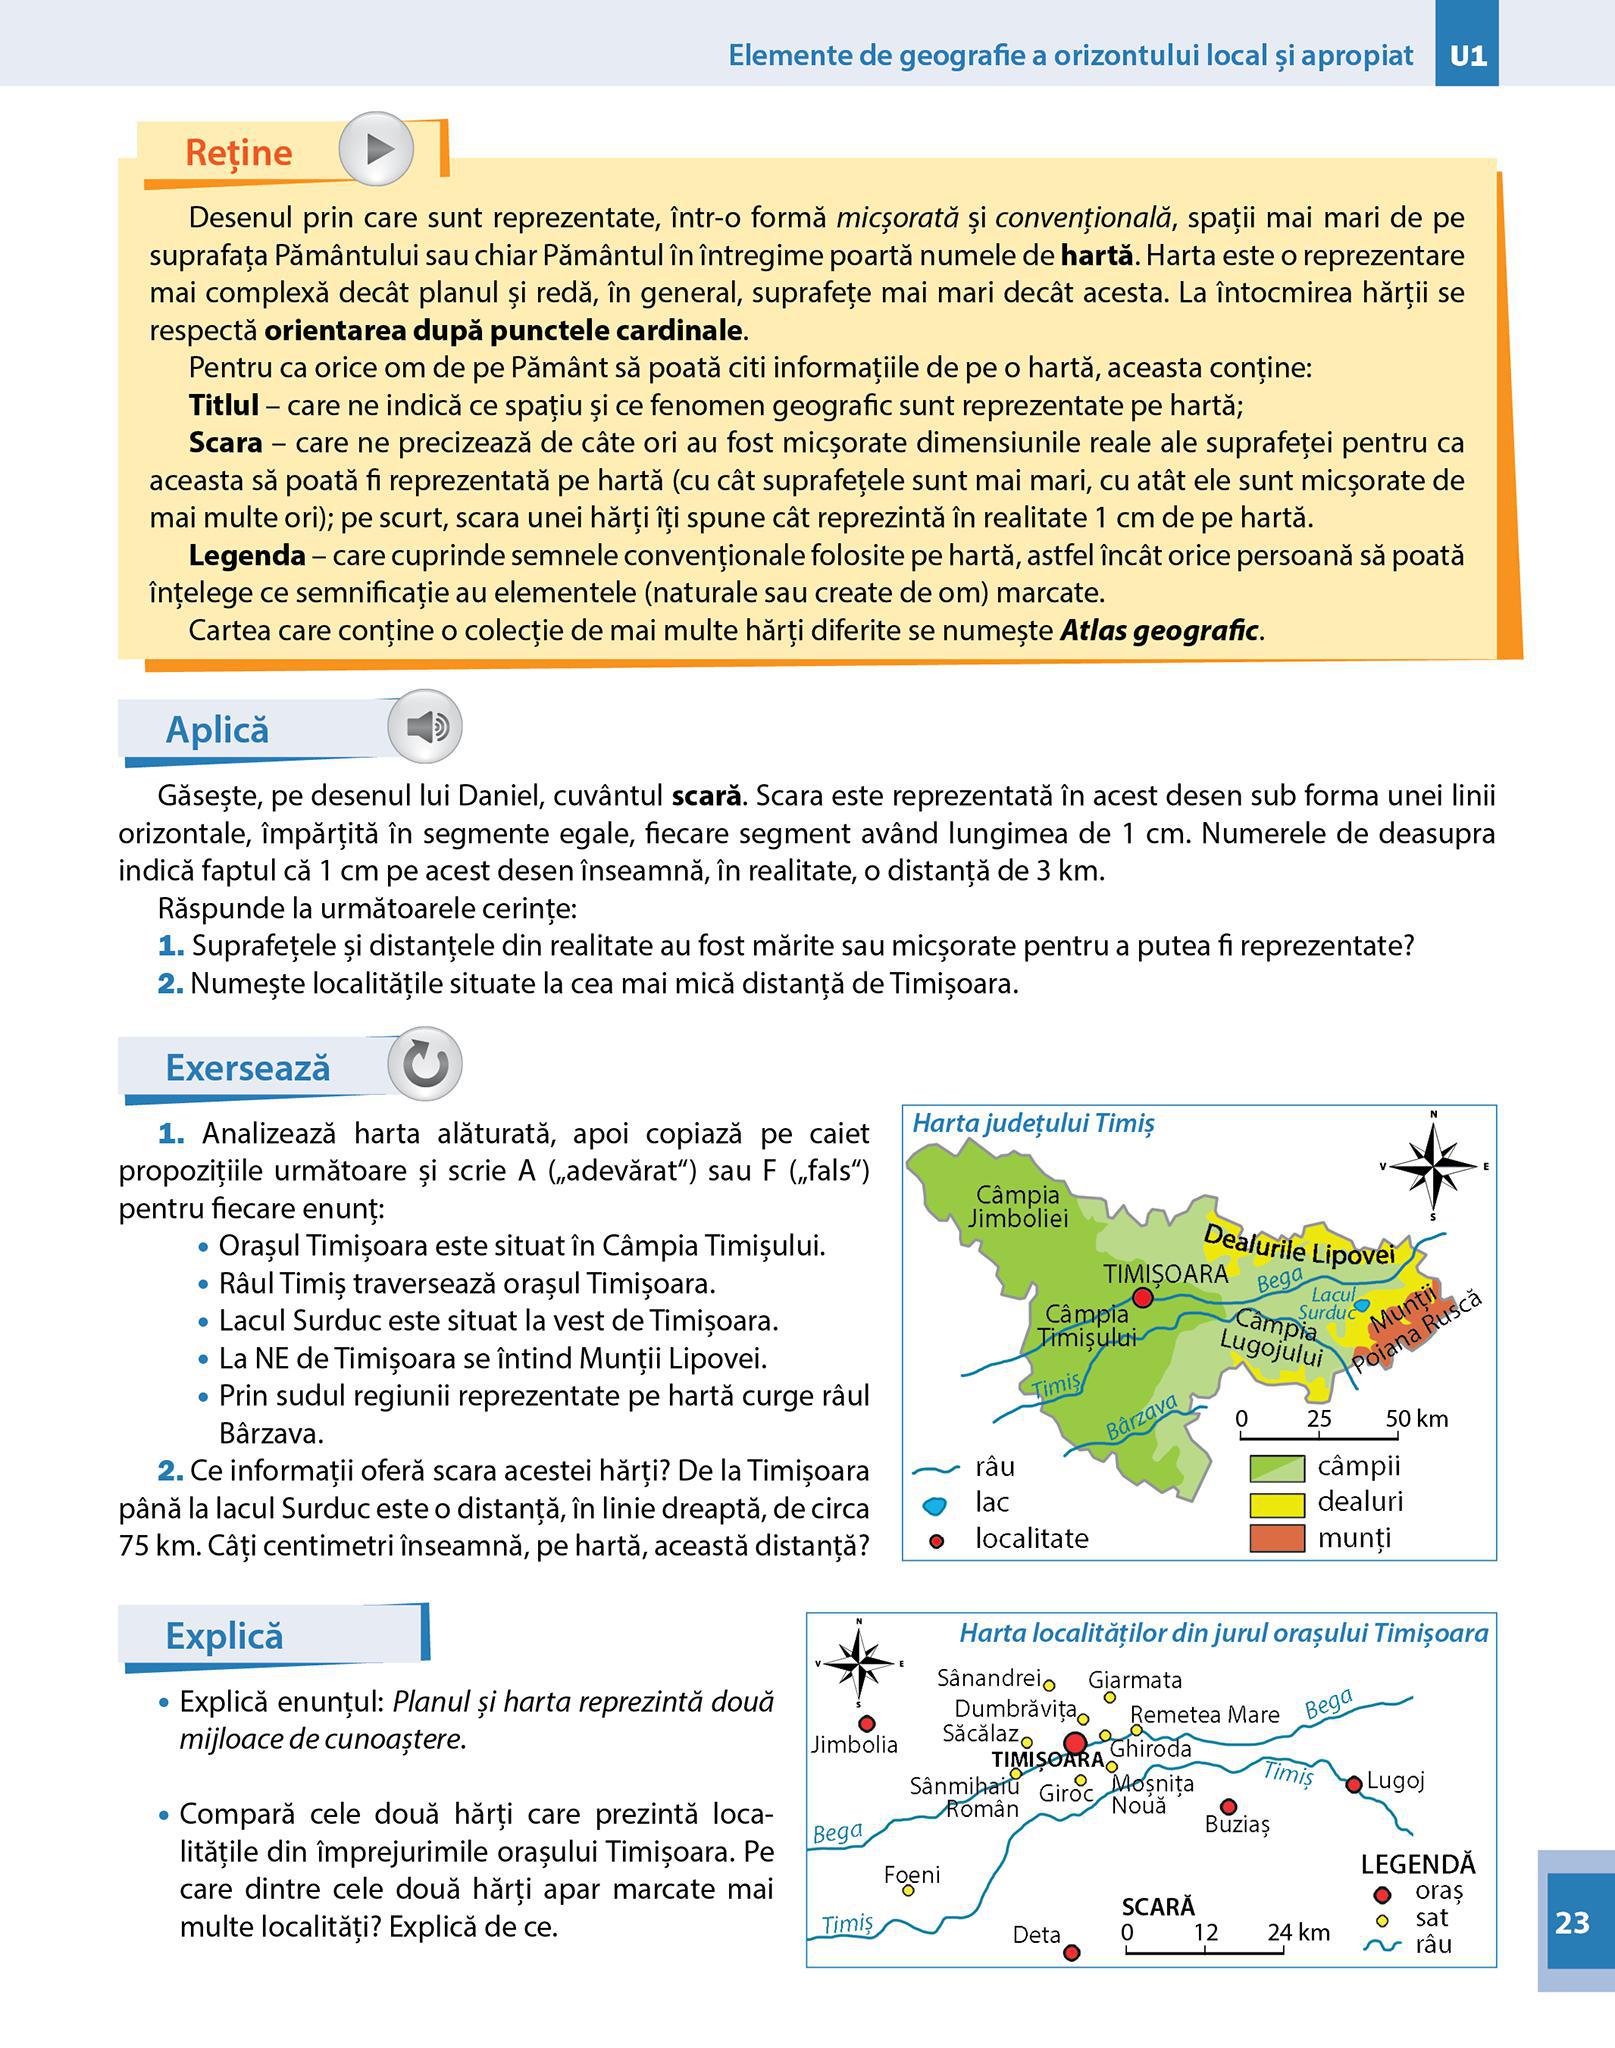 Elemente de geografie a orizontului local și apropiat
U1
Reține
Desenul prin care sunt reprezentate, într-o formă micșorată și convențională, spații mai mari de pe
suprafața Pământului sau chiar Pământul în întregime poartă numele de hartă. Harta este o reprezentare
mai complexă decât planul și redă, în general, suprafețe mai mari decât acesta. La întocmirea hărții se
respectă orientarea după punctele cardinale.
Pentru ca orice om de pe Pământ să poată citi informațiile de pe o hartă, aceasta conține:
Titlul – care ne indică ce spațiu și ce fenomen geografic sunt reprezentate pe hartă;
Scara – care ne precizează de câte ori au fost micșorate dimensiunile reale ale suprafeței pentru ca
aceasta să poată fi reprezentată pe hartă (cu cât suprafețele sunt mai mari, cu atât ele sunt micșorate de
mai multe ori); pe scurt, scara unei hărți îți spune cât reprezintă în realitate 1 cm de pe hartă.
Legenda – care cuprinde semnele convenționale folosite pe hartă, astfel încât orice persoană să poată
înțelege ce semnificație au elementele (naturale sau create de om) marcate.
Cartea care conține o colecție de mai multe hărți diferite se numește Atlas geografic.
Aplică
Găsește, pe desenul lui Daniel, cuvântul scară. Scara este reprezentată în acest desen sub forma unei linii
orizontale, împărțită în segmente egale, fiecare segment având lungimea de 1 cm. Numerele de deasupra
indică faptul că 1 cm pe acest desen înseamnă, în realitate, o distanță de 3 km.
Răspunde la următoarele cerințe:
1. Suprafețele și distanțele din realitate au fost mărite sau micșorate pentru a putea fi reprezentate?
2. Numește localitățile situate la cea mai mică distanță de Timișoara.
Exersează
1. Analizează harta alăturată, apoi copiază pe caiet
propozițiile următoare și scrie A („adevărat“) sau F („fals“)
pentru fiecare enunț:
• Orașul Timișoara este situat în Câmpia Timișului.
• Râul Timiș traversează orașul Timișoara.
• Lacul Surduc este situat la vest de Timișoara.
• La NE de Timișoara se întind Munții Lipovei.
• Prin sudul regiunii reprezentate pe hartă curge râul
Bârzava.
2. Ce informații oferă scara acestei hărți? De la Timișoara
până la lacul Surduc este o distanță, în linie dreaptă, de circa
75 km. Câți centimetri înseamnă, pe hartă, această distanță?
Harta județului Timiș
N
V
E
S
Câmpia
Jimboliei
Dealurile Lipovei
TIMIȘOARA
Bega
Lacul
Surduc
Munții
Poiana Ruscă
Câmpia
Timișului
Câmpia
Lugojului
Timiș
Bârzava
0 25 50 km
râu
lac
localitate
câmpii
dealuri
munți
Explică
• Explică enunțul: Planul și harta reprezintă două
mijloace de cunoaștere.
• Compară cele două hărți care prezintă loca-
litățile din împrejurimile orașului Timișoara. Pe
care dintre cele două hărți apar marcate mai
multe localități? Explică de ce.
Harta localităților din jurul orașului Timișoara
N
V
E
S
Sânandrei
Giarmata
Dumbrăvița
Remetea Mare
Bega
Săcălaz
Jimbolia
TIMIȘOARA
Ghiroda
Sânmihaiu
Român
Giroc
Moșnița
Nouă
Timiș
Lugoj
Buziaș
Bega
Foeni
Timiș
Deta
SCARĂ
0 12 24 km
LEGENDĂ
oraș
sat
râu
23